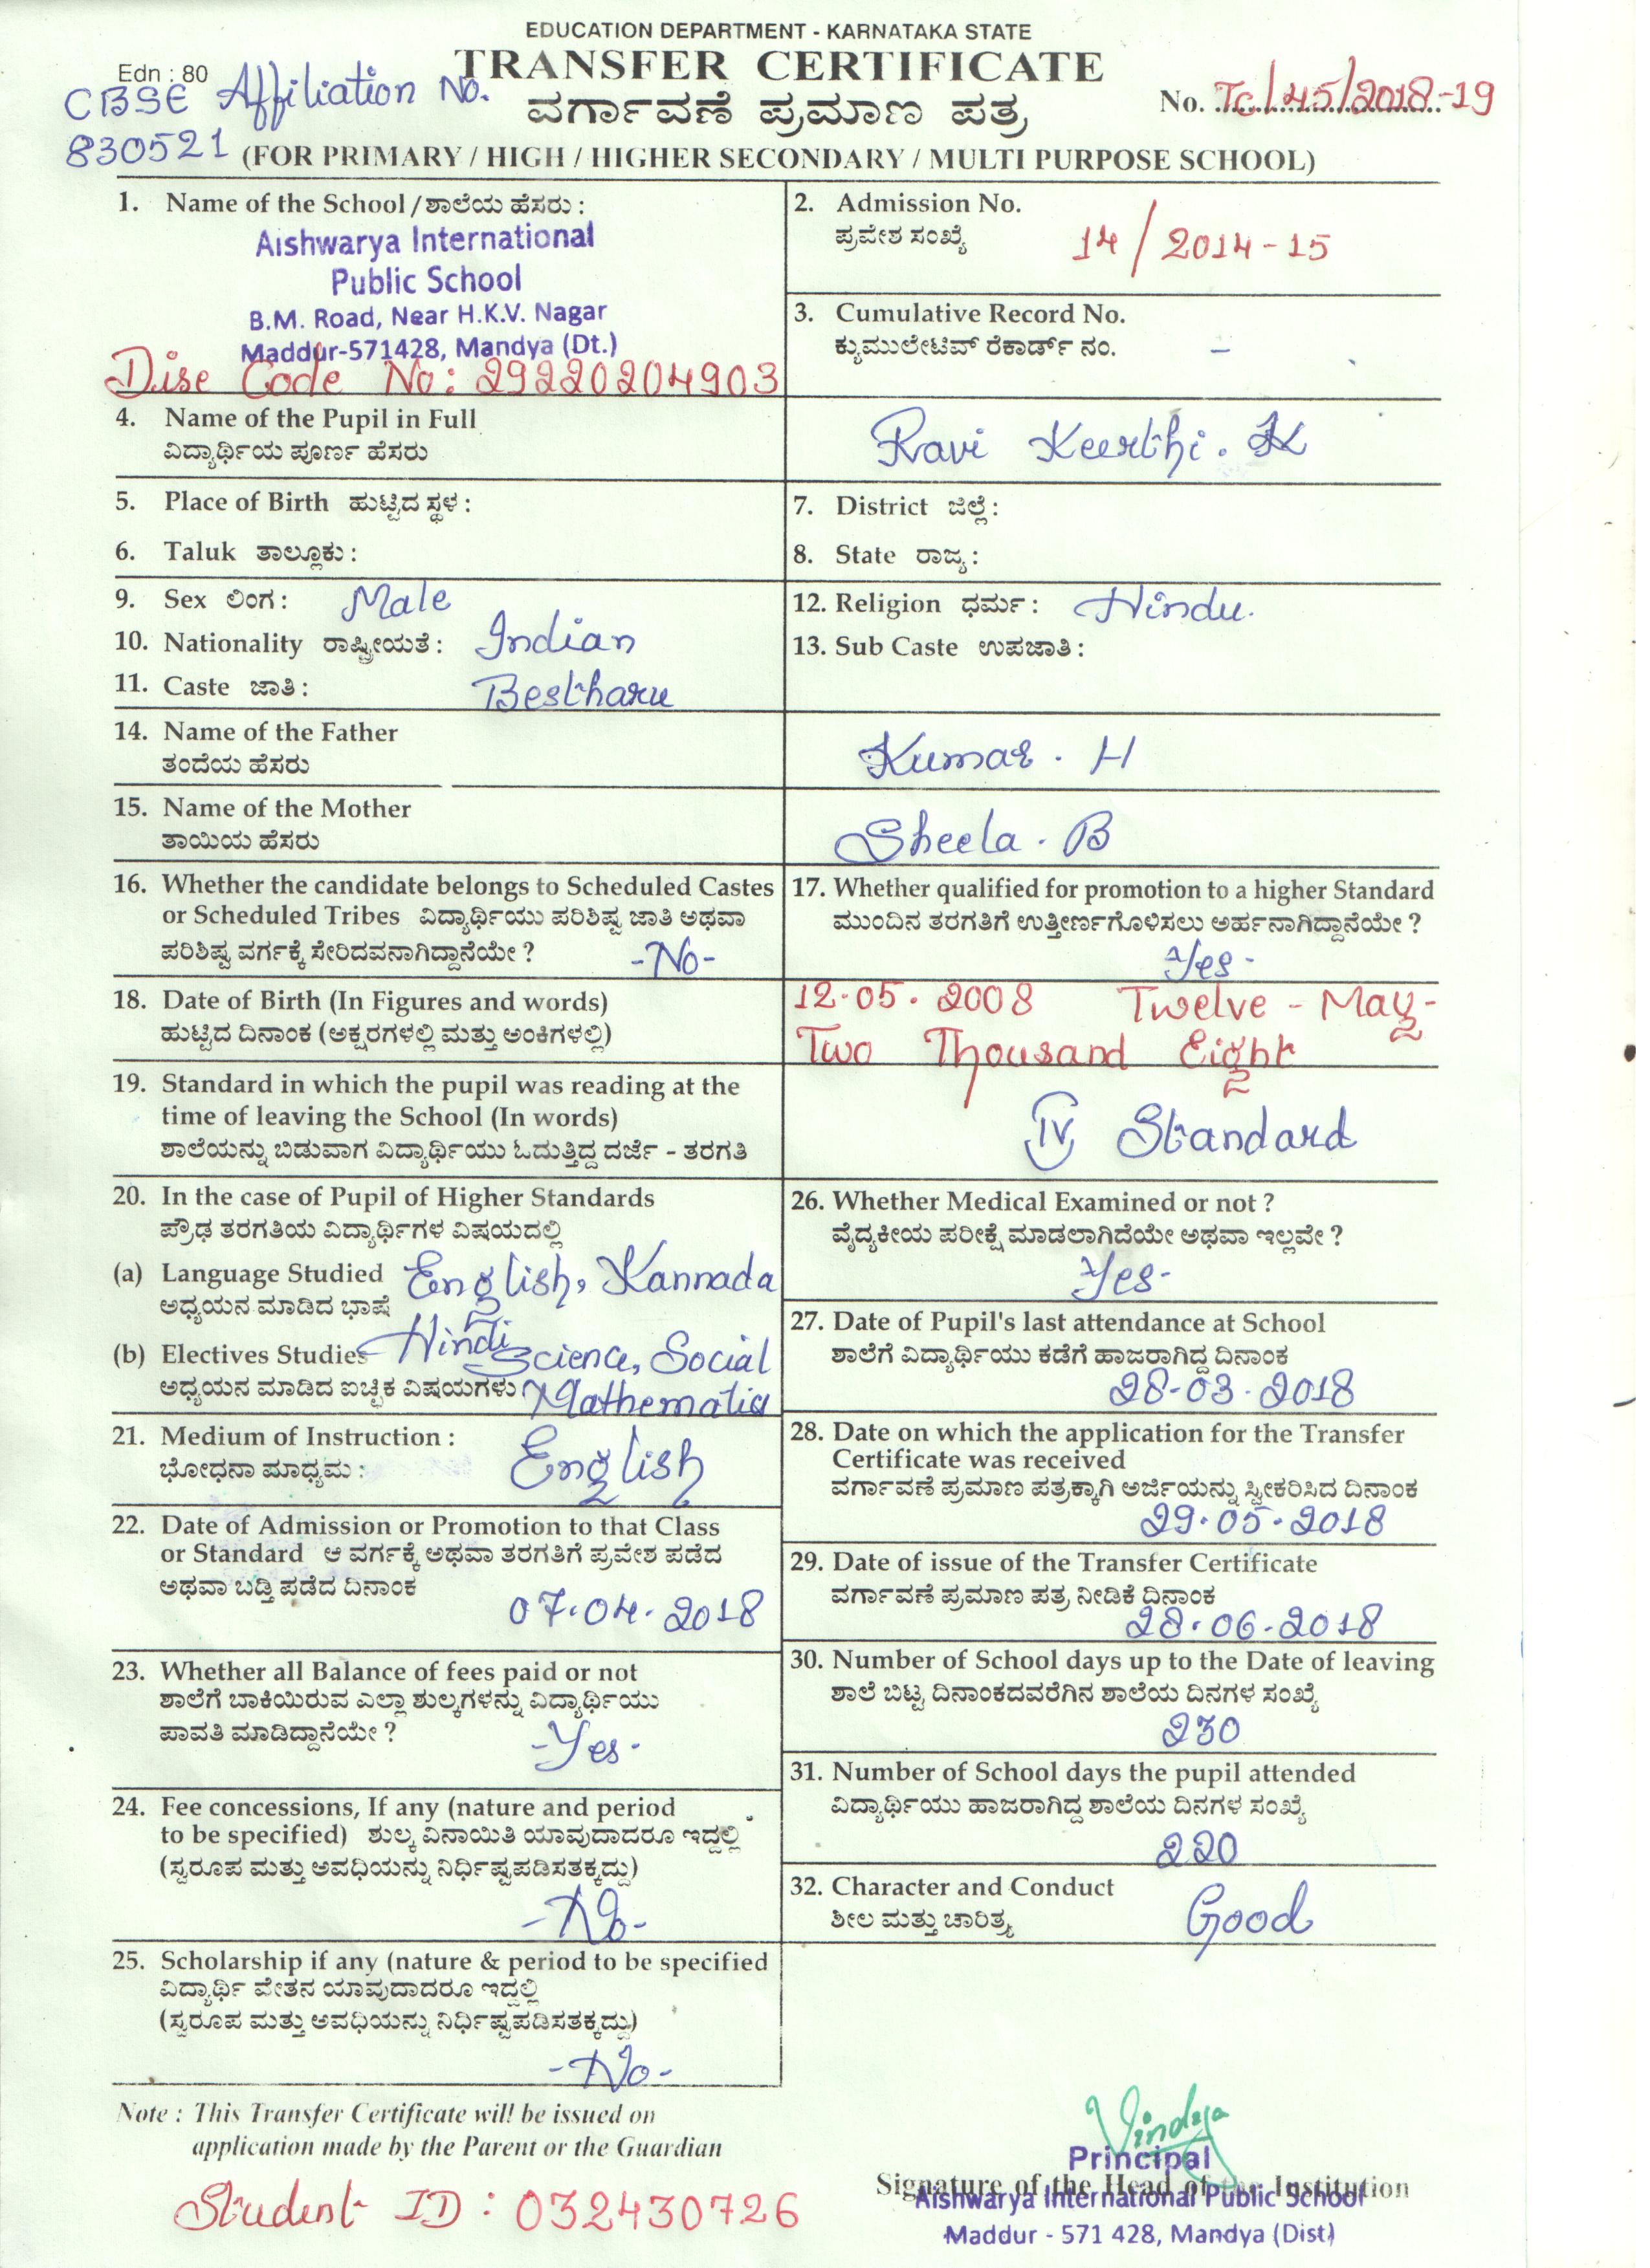 EDUCATION DEPARTMENT - KARNATAKA STATE
Edn : 80
TRANSFER CERTIFICATE
CBSE Affiliation No.
830521
ವರ್ಗಾವಣೆ ಪ್ರಮಾಣ ಪತ್ರ
No. TC/45/2018-19
(FOR PRIMARY / HIGH / HIGHER SECONDARY / MULTI PURPOSE SCHOOL)
1. Name of the School / ಶಾಲೆಯ ಹೆಸರು :
Aishwarya International
Public School
B.M. Road, Near H.K.V. Nagar
Maddur-571428, Mandya (Dt.)
Dise Code No: 29220204903
2. Admission No.
ಪ್ರವೇಶ ಸಂಖ್ಯೆ 14/2014-15
3. Cumulative Record No.
ಕ್ಯುಮುಲೇಟಿವ್ ರೆಕಾರ್ಡ್ ನಂ. -
4. Name of the Pupil in Full
ವಿದ್ಯಾರ್ಥಿಯ ಪೂರ್ಣ ಹೆಸರು
Ravi Keerthi. K
5. Place of Birth ಹುಟ್ಟಿದ ಸ್ಥಳ :
6. Taluk ತಾಲ್ಲೂಕು :
7. District ಜಿಲ್ಲೆ :
8. State ರಾಜ್ಯ :
9. Sex ಲಿಂಗ : Male
10. Nationality ರಾಷ್ಟ್ರೀಯತೆ : Indian
11. Caste ಜಾತಿ : Bestharu
12. Religion ಧರ್ಮ : Hindu.
13. Sub Caste ಉಪಜಾತಿ :
14. Name of the Father
ತಂದೆಯ ಹೆಸರು
Kumar. H
15. Name of the Mother
ತಾಯಿಯ ಹೆಸರು
Sheela. B
16. Whether the candidate belongs to Scheduled Castes
or Scheduled Tribes ವಿದ್ಯಾರ್ಥಿಯು ಪರಿಶಿಷ್ಟ ಜಾತಿ ಅಥವಾ
ಪರಿಶಿಷ್ಟ ವರ್ಗಕ್ಕೆ ಸೇರಿದವನಾಗಿದ್ದಾನೆಯೇ ? -No-
17. Whether qualified for promotion to a higher Standard
ಮುಂದಿನ ತರಗತಿಗೆ ಉತ್ತೀರ್ಣಗೊಳಿಸಲು ಅರ್ಹನಾಗಿದ್ದಾನೆಯೇ ?
Yes -
18. Date of Birth (In Figures and words)
ಹುಟ್ಟಿದ ದಿನಾಂಕ (ಅಕ್ಷರಗಳಲ್ಲಿ ಮತ್ತು ಅಂಕಿಗಳಲ್ಲಿ)
12.05.2008 Twelve - May-
Two Thousand Eight
19. Standard in which the pupil was reading at the
time of leaving the School (In words)
ಶಾಲೆಯನ್ನು ಬಿಡುವಾಗ ವಿದ್ಯಾರ್ಥಿಯು ಓದುತ್ತಿದ್ದ ದರ್ಜೆ - ತರಗತಿ
IV Standard
20. In the case of Pupil of Higher Standards
ಪ್ರೌಢ ತರಗತಿಯ ವಿದ್ಯಾರ್ಥಿಗಳ ವಿಷಯದಲ್ಲಿ
(a) Language Studied English, Kannada
ಅಧ್ಯಯನ ಮಾಡಿದ ಭಾಷೆ
Hindi
(b) Electives Studies Science, Social
ಅಧ್ಯಯನ ಮಾಡಿದ ಐಚ್ಛಿಕ ವಿಷಯಗಳು Mathematics
21. Medium of Instruction :
ಭೋಧನಾ ಮಾಧ್ಯಮ : English
22. Date of Admission or Promotion to that Class
or Standard ಆ ವರ್ಗಕ್ಕೆ ಅಥವಾ ತರಗತಿಗೆ ಪ್ರವೇಶ ಪಡೆದ
ಅಥವಾ ಬಡ್ತಿ ಪಡೆದ ದಿನಾಂಕ
07.04.2018
23. Whether all Balance of fees paid or not
ಶಾಲೆಗೆ ಬಾಕಿಯಿರುವ ಎಲ್ಲಾ ಶುಲ್ಕಗಳನ್ನು ವಿದ್ಯಾರ್ಥಿಯು
ಪಾವತಿ ಮಾಡಿದ್ದಾನೆಯೇ ? -Yes-
24. Fee concessions, If any (nature and period
to be specified) ಶುಲ್ಕ ವಿನಾಯಿತಿ ಯಾವುದಾದರೂ ಇದ್ದಲ್ಲಿ
(ಸ್ವರೂಪ ಮತ್ತು ಅವಧಿಯನ್ನು ನಿರ್ಧಿಷ್ಟಪಡಿಸತಕ್ಕದ್ದು)
-No-
25. Scholarship if any (nature & period to be specified
ವಿದ್ಯಾರ್ಥಿ ವೇತನ ಯಾವುದಾದರೂ ಇದ್ದಲ್ಲಿ
(ಸ್ವರೂಪ ಮತ್ತು ಅವಧಿಯನ್ನು ನಿರ್ಧಿಷ್ಟಪಡಿಸತಕ್ಕದ್ದು)
-No-
26. Whether Medical Examined or not ?
ವೈದ್ಯಕೀಯ ಪರೀಕ್ಷೆ ಮಾಡಲಾಗಿದೆಯೇ ಅಥವಾ ಇಲ್ಲವೇ ?
Yes-
27. Date of Pupil's last attendance at School
ಶಾಲೆಗೆ ವಿದ್ಯಾರ್ಥಿಯು ಕಡೆಗೆ ಹಾಜರಾಗಿದ್ದ ದಿನಾಂಕ
28-03-2018
28. Date on which the application for the Transfer
Certificate was received
ವರ್ಗಾವಣೆ ಪ್ರಮಾಣ ಪತ್ರಕ್ಕಾಗಿ ಅರ್ಜಿಯನ್ನು ಸ್ವೀಕರಿಸಿದ ದಿನಾಂಕ
29.05.2018
29. Date of issue of the Transfer Certificate
ವರ್ಗಾವಣೆ ಪ್ರಮಾಣ ಪತ್ರ ನೀಡಿಕೆ ದಿನಾಂಕ
28.06.2018
30. Number of School days up to the Date of leaving
ಶಾಲೆ ಬಿಟ್ಟ ದಿನಾಂಕದವರೆಗಿನ ಶಾಲೆಯ ದಿನಗಳ ಸಂಖ್ಯೆ
230
31. Number of School days the pupil attended
ವಿದ್ಯಾರ್ಥಿಯು ಹಾಜರಾಗಿದ್ದ ಶಾಲೆಯ ದಿನಗಳ ಸಂಖ್ಯೆ
220
32. Character and Conduct
ಶೀಲ ಮತ್ತು ಚಾರಿತ್ರ್ಯ Good
Note : This Transfer Certificate will be issued on
application made by the Parent or the Guardian
Student ID : 032430726
Vindya
Principal
Signature of the Head of the Institution
Aishwarya International Public School
Maddur - 571 428, Mandya (Dist)